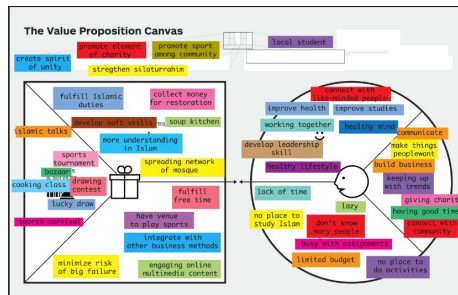 The Value Proposition Canvas
promote element
of charity
promote sport
among community
local student
create spirit
of unity
stregthen silaturrahim
fulfill Islamic
duties
collect money
for restoration
develop soft skills
soup kitchen
islamic talks
more understanding
in Islam
sports
tournament
spreading network
of mosque
bazaar
cooking class
drawing
contest
lucky draw
fulfill
free time
sports carnival
have venue
to play sports
integrate with
other business methods
minimize risk
of big failure
engaging online
multimedia content
connect with
like-minded people
improve health
improve studies
working together
healthy mind
communicate
develop leadership
skill
make things
peoplewont
healthy lifestyle
build business
keeping up
with trends
lack of time
lazy
giving charity
having good time
no place to
study Islam
don't know
many people
connect with
community
busy with assignments
limited budget
no place to
do activities